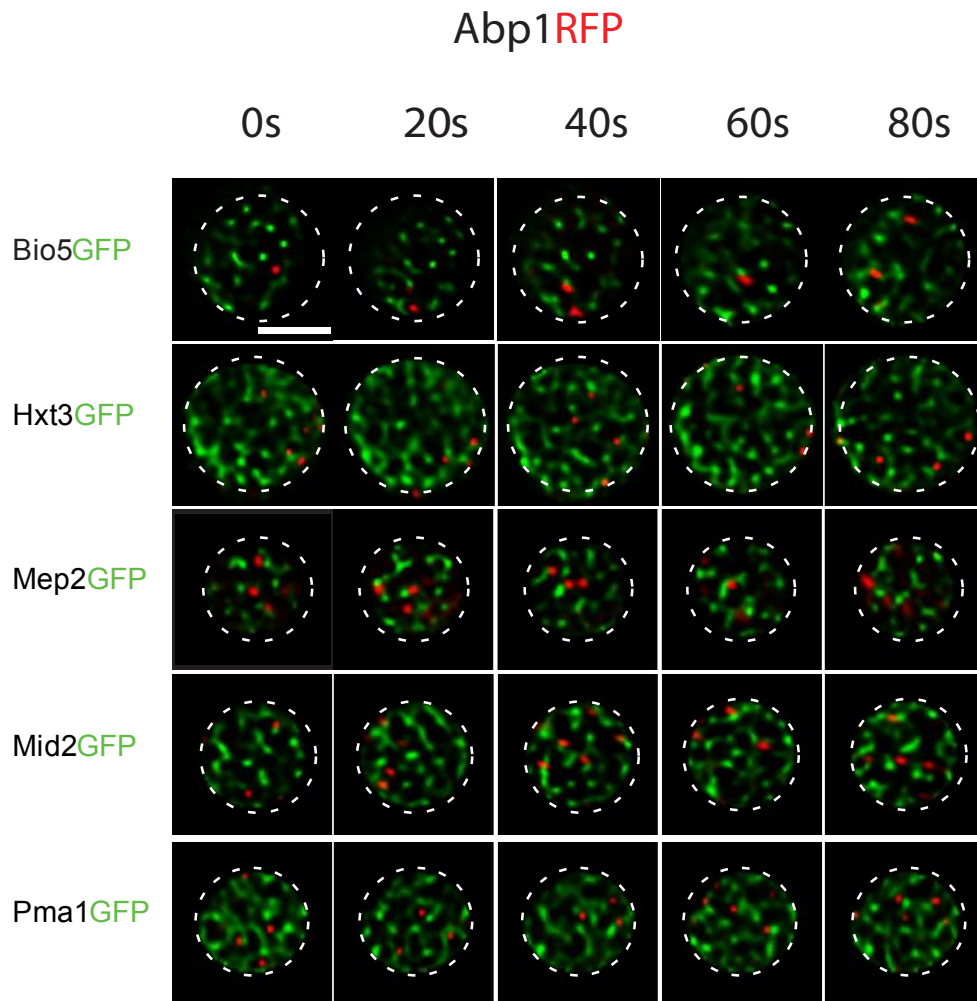 Abp1RFP
0s 20s 40s 60s 80s
Bio5GFP
Hxt3GFP
Mep2GFP
Mid2GFP
Pma1GFP